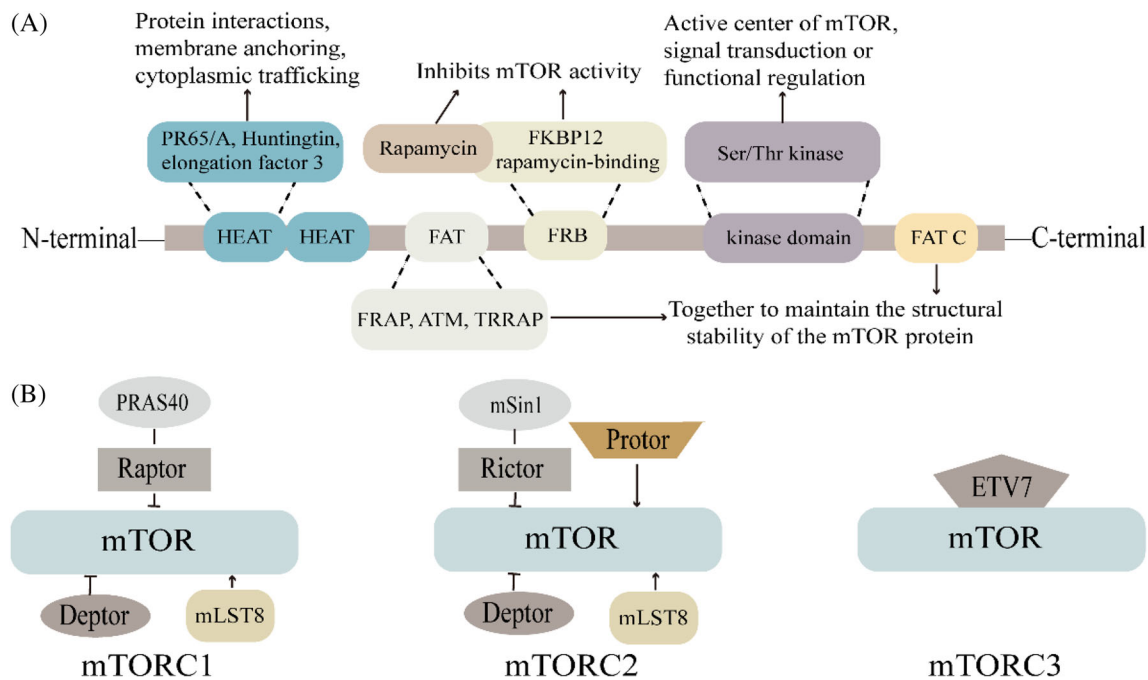 (A)
Protein interactions,
membrane anchoring,
cytoplasmic trafficking
Inhibits mTOR activity
Active center of mTOR,
signal transduction or
functional regulation
PR65/A, Huntingtin,
elongation factor 3
Rapamycin
FKBP12
rapamycin-binding
Ser/Thr kinase
N-terminal
HEAT
HEAT
FAT
FRB
kinase domain
FAT C
C-terminal
FRAP, ATM, TRRAP
Together to maintain the structural
stability of the mTOR protein
(B)
PRAS40
Raptor
mTOR
Deptor
mLST8
mTORC1
mSin1
Protor
Rictor
mTOR
Deptor
mLST8
mTORC2
ETV7
mTOR
mTORC3